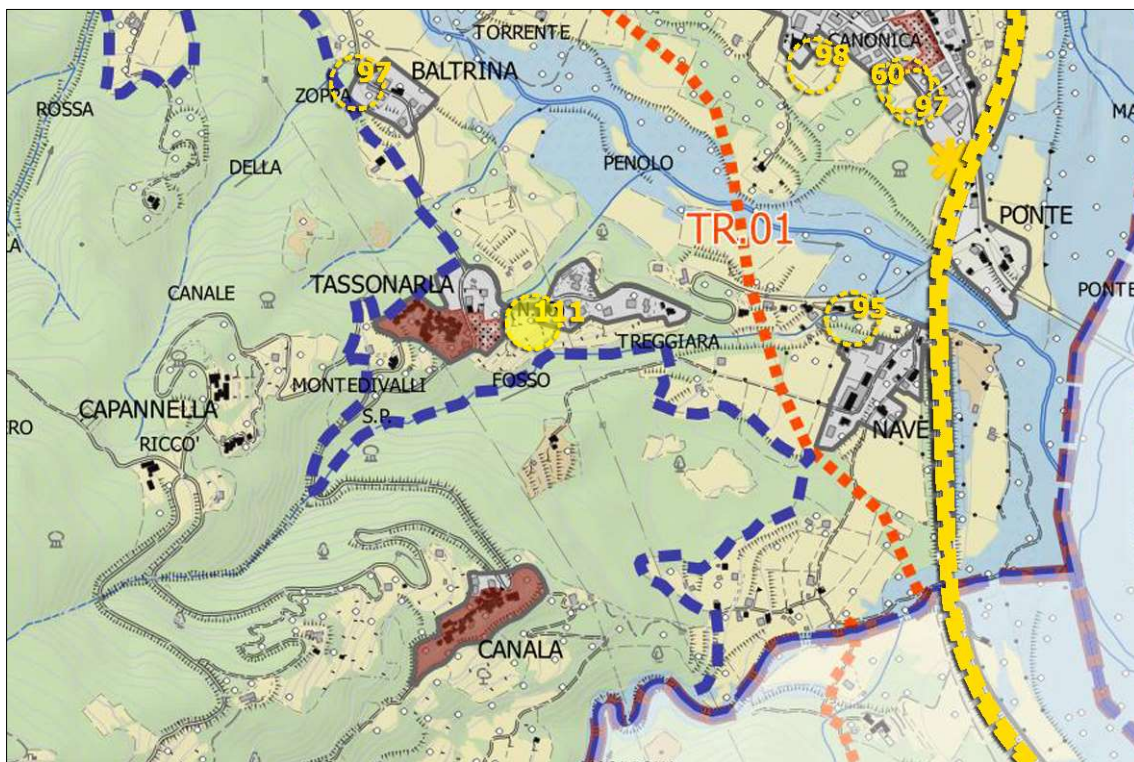 TORRENTE
CANONICA
98
60
97
97
BALTRINA
ZOPPA
ROSSA
DELLA
PENOLO
PONTE
TR.01
TASSONARLA
CANALE
111
95
TREGGIARA
MONTEDIVALLI
FOSSO
CAPANNELLA
S.P.
RICCO'
NAVE
CANALA